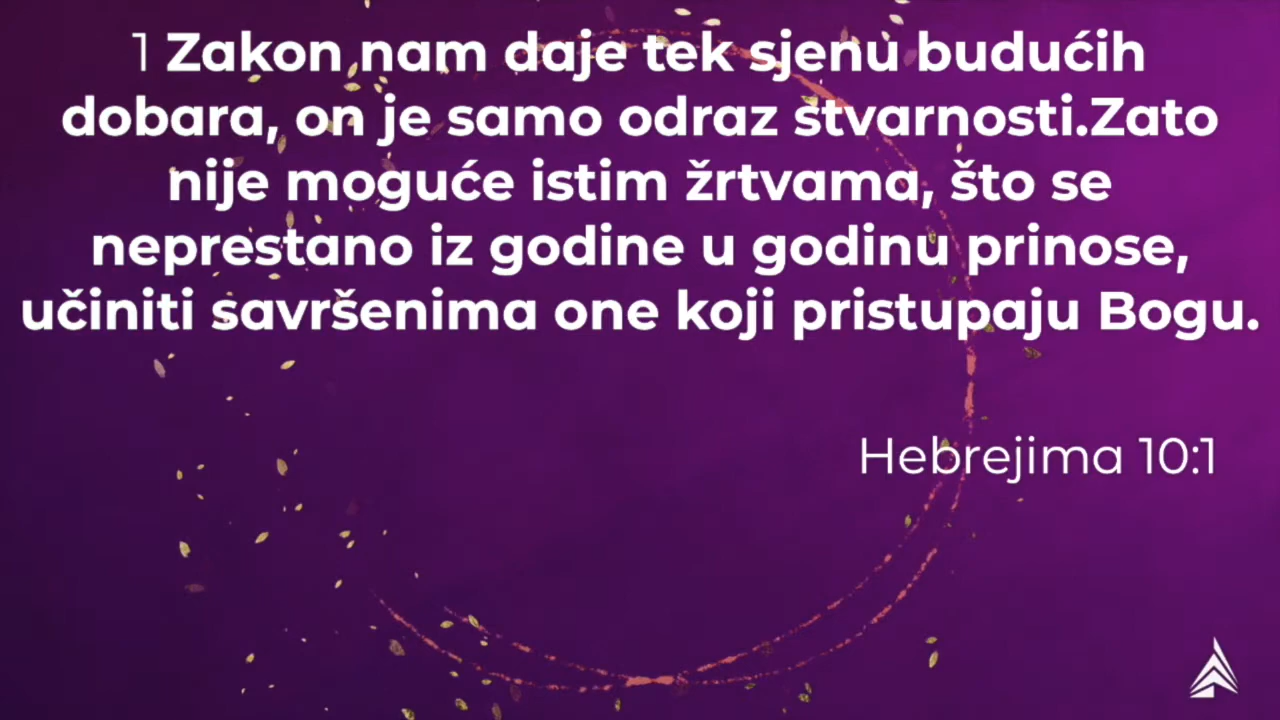 1 Zakon nam daje tek sjenu budućih
dobara, on je samo odraz stvarnosti.Zato
nije moguće istim žrtvama, što se
neprestano iz godine u godinu prinose,
učiniti savršenima one koji pristupaju Bogu.
Hebrejima 10:1